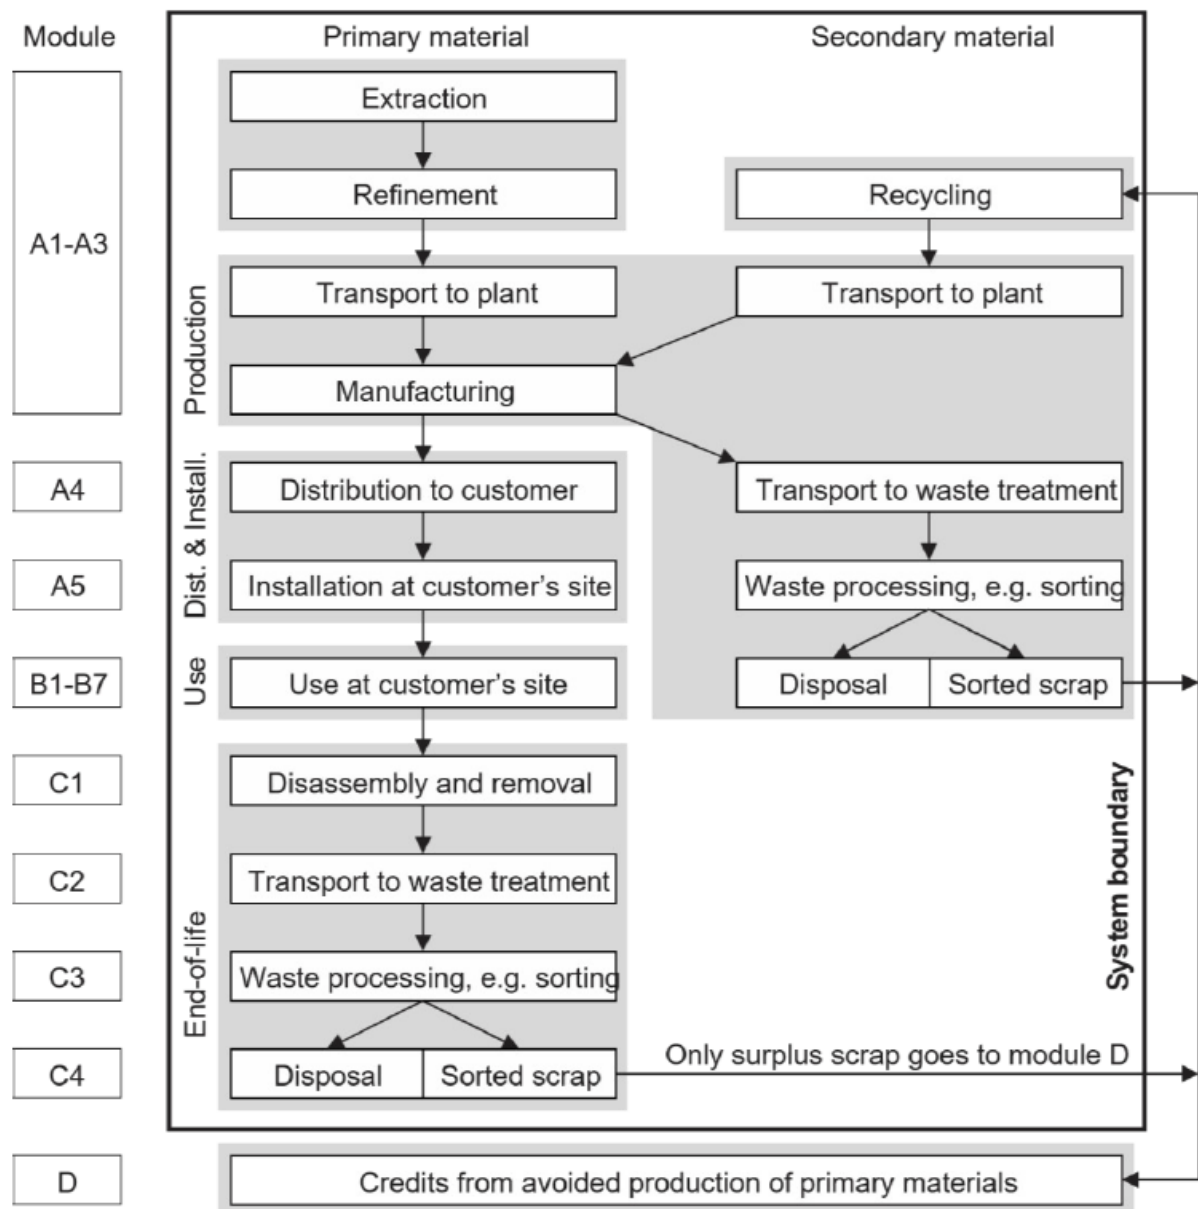 Module
Primary material
Secondary material
Extraction
Refinement
Recycling
A1-A3
Transport to plant
Transport to plant
Production
Manufacturing
A4
Distribution to customer
Transport to waste treatment
Dist. & Install.
A5
Installation at customer's site
Waste processing, e.g. sorting
B1-B7
Use
Use at customer's site
Disposal
Sorted scrap
C1
Disassembly and removal
System boundary
C2
Transport to waste treatment
End-of-life
C3
Waste processing, e.g. sorting
Only surplus scrap goes to module D
C4
Disposal
Sorted scrap
D
Credits from avoided production of primary materials